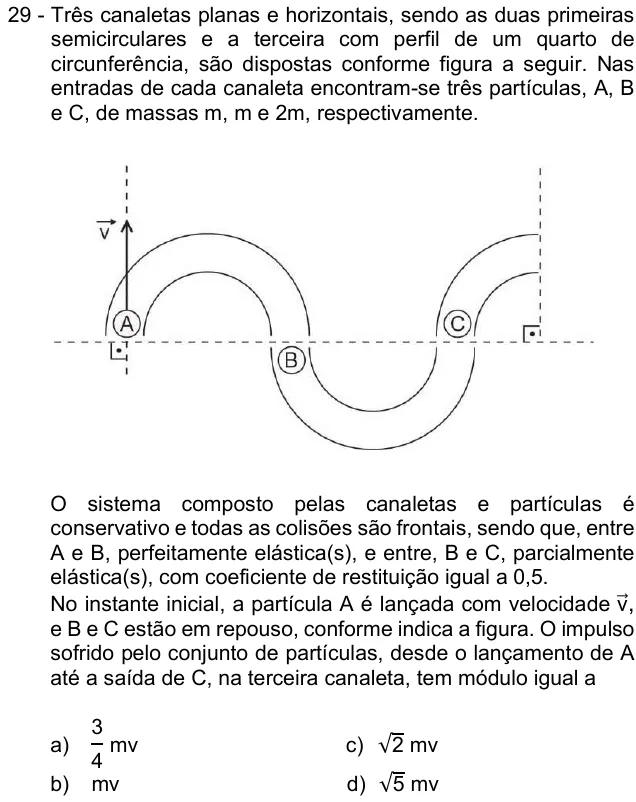 29 - Três canaletas planas e horizontais, sendo as duas primeiras
semicirculares e a terceira com perfil de um quarto de
circunferência, são dispostas conforme figura a seguir. Nas
entradas de cada canaleta encontram-se três partículas, A, B
e C, de massas m, m e 2m, respectivamente.
v⃗
A
C
B
O sistema composto pelas canaletas e partículas é
conservativo e todas as colisões são frontais, sendo que, entre
A e B, perfeitamente elástica(s), e entre, B e C, parcialmente
elástica(s), com coeficiente de restituição igual a 0,5.
No instante inicial, a partícula A é lançada com velocidade v⃗,
e B e C estão em repouso, conforme indica a figura. O impulso
sofrido pelo conjunto de partículas, desde o lançamento de A
até a saída de C, na terceira canaleta, tem módulo igual a
a) 3/4 mv
c) √2 mv
b) mv
d) √5 mv